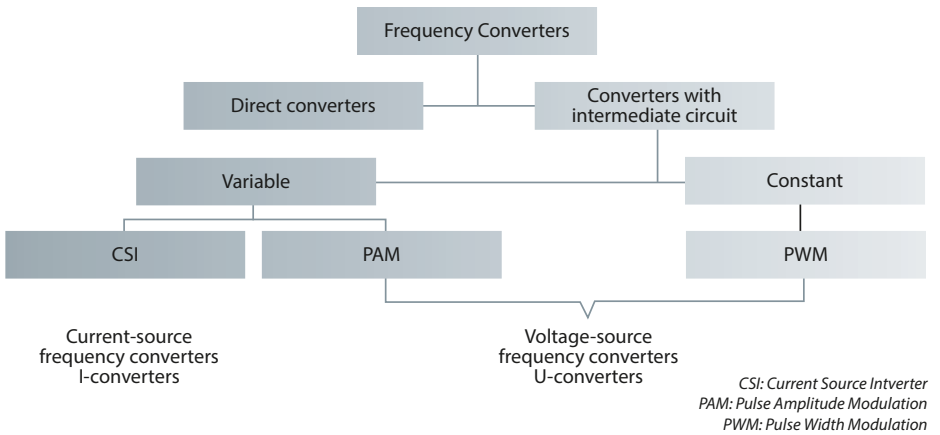 Frequency Converters
Direct converters
Converters with
intermediate circuit
Variable
Constant
CSI
PAM
PWM
Current-source
frequency converters
I-converters
Voltage-source
frequency converters
U-converters
CSI: Current Source Intverter
PAM: Pulse Amplitude Modulation
PWM: Pulse Width Modulation